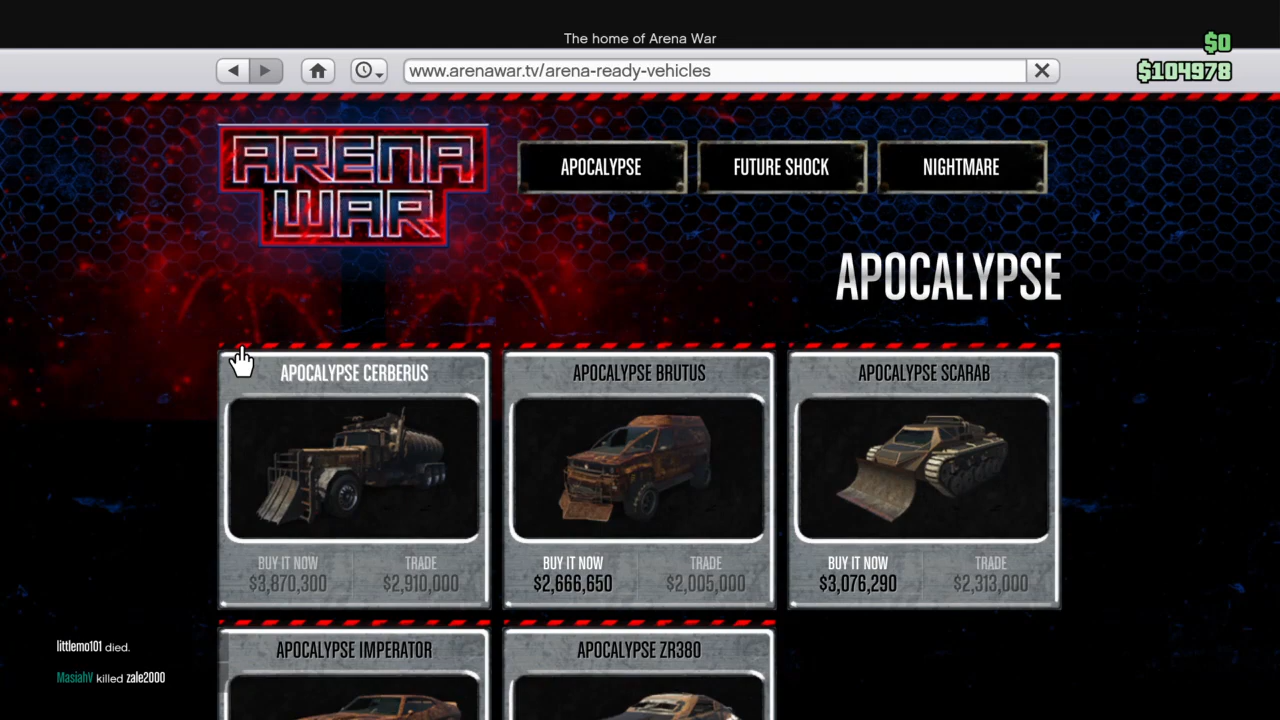 The home of Arena War
$0
www.arenawar.tv/arena-ready-vehicles
$104978
ARENA
WAR
APOCALYPSE
FUTURE SHOCK
NIGHTMARE
APOCALYPSE
APOCALYPSE CERBERUS
BUY IT NOW
$3,870,300
TRADE
$2,910,000
APOCALYPSE BRUTUS
BUY IT NOW
$2,666,650
TRADE
$2,005,000
APOCALYPSE SCARAB
BUY IT NOW
$3,076,290
TRADE
$2,313,000
APOCALYPSE IMPERATOR
APOCALYPSE ZR380
littlemo101 died.
MasiahV killed zale2000